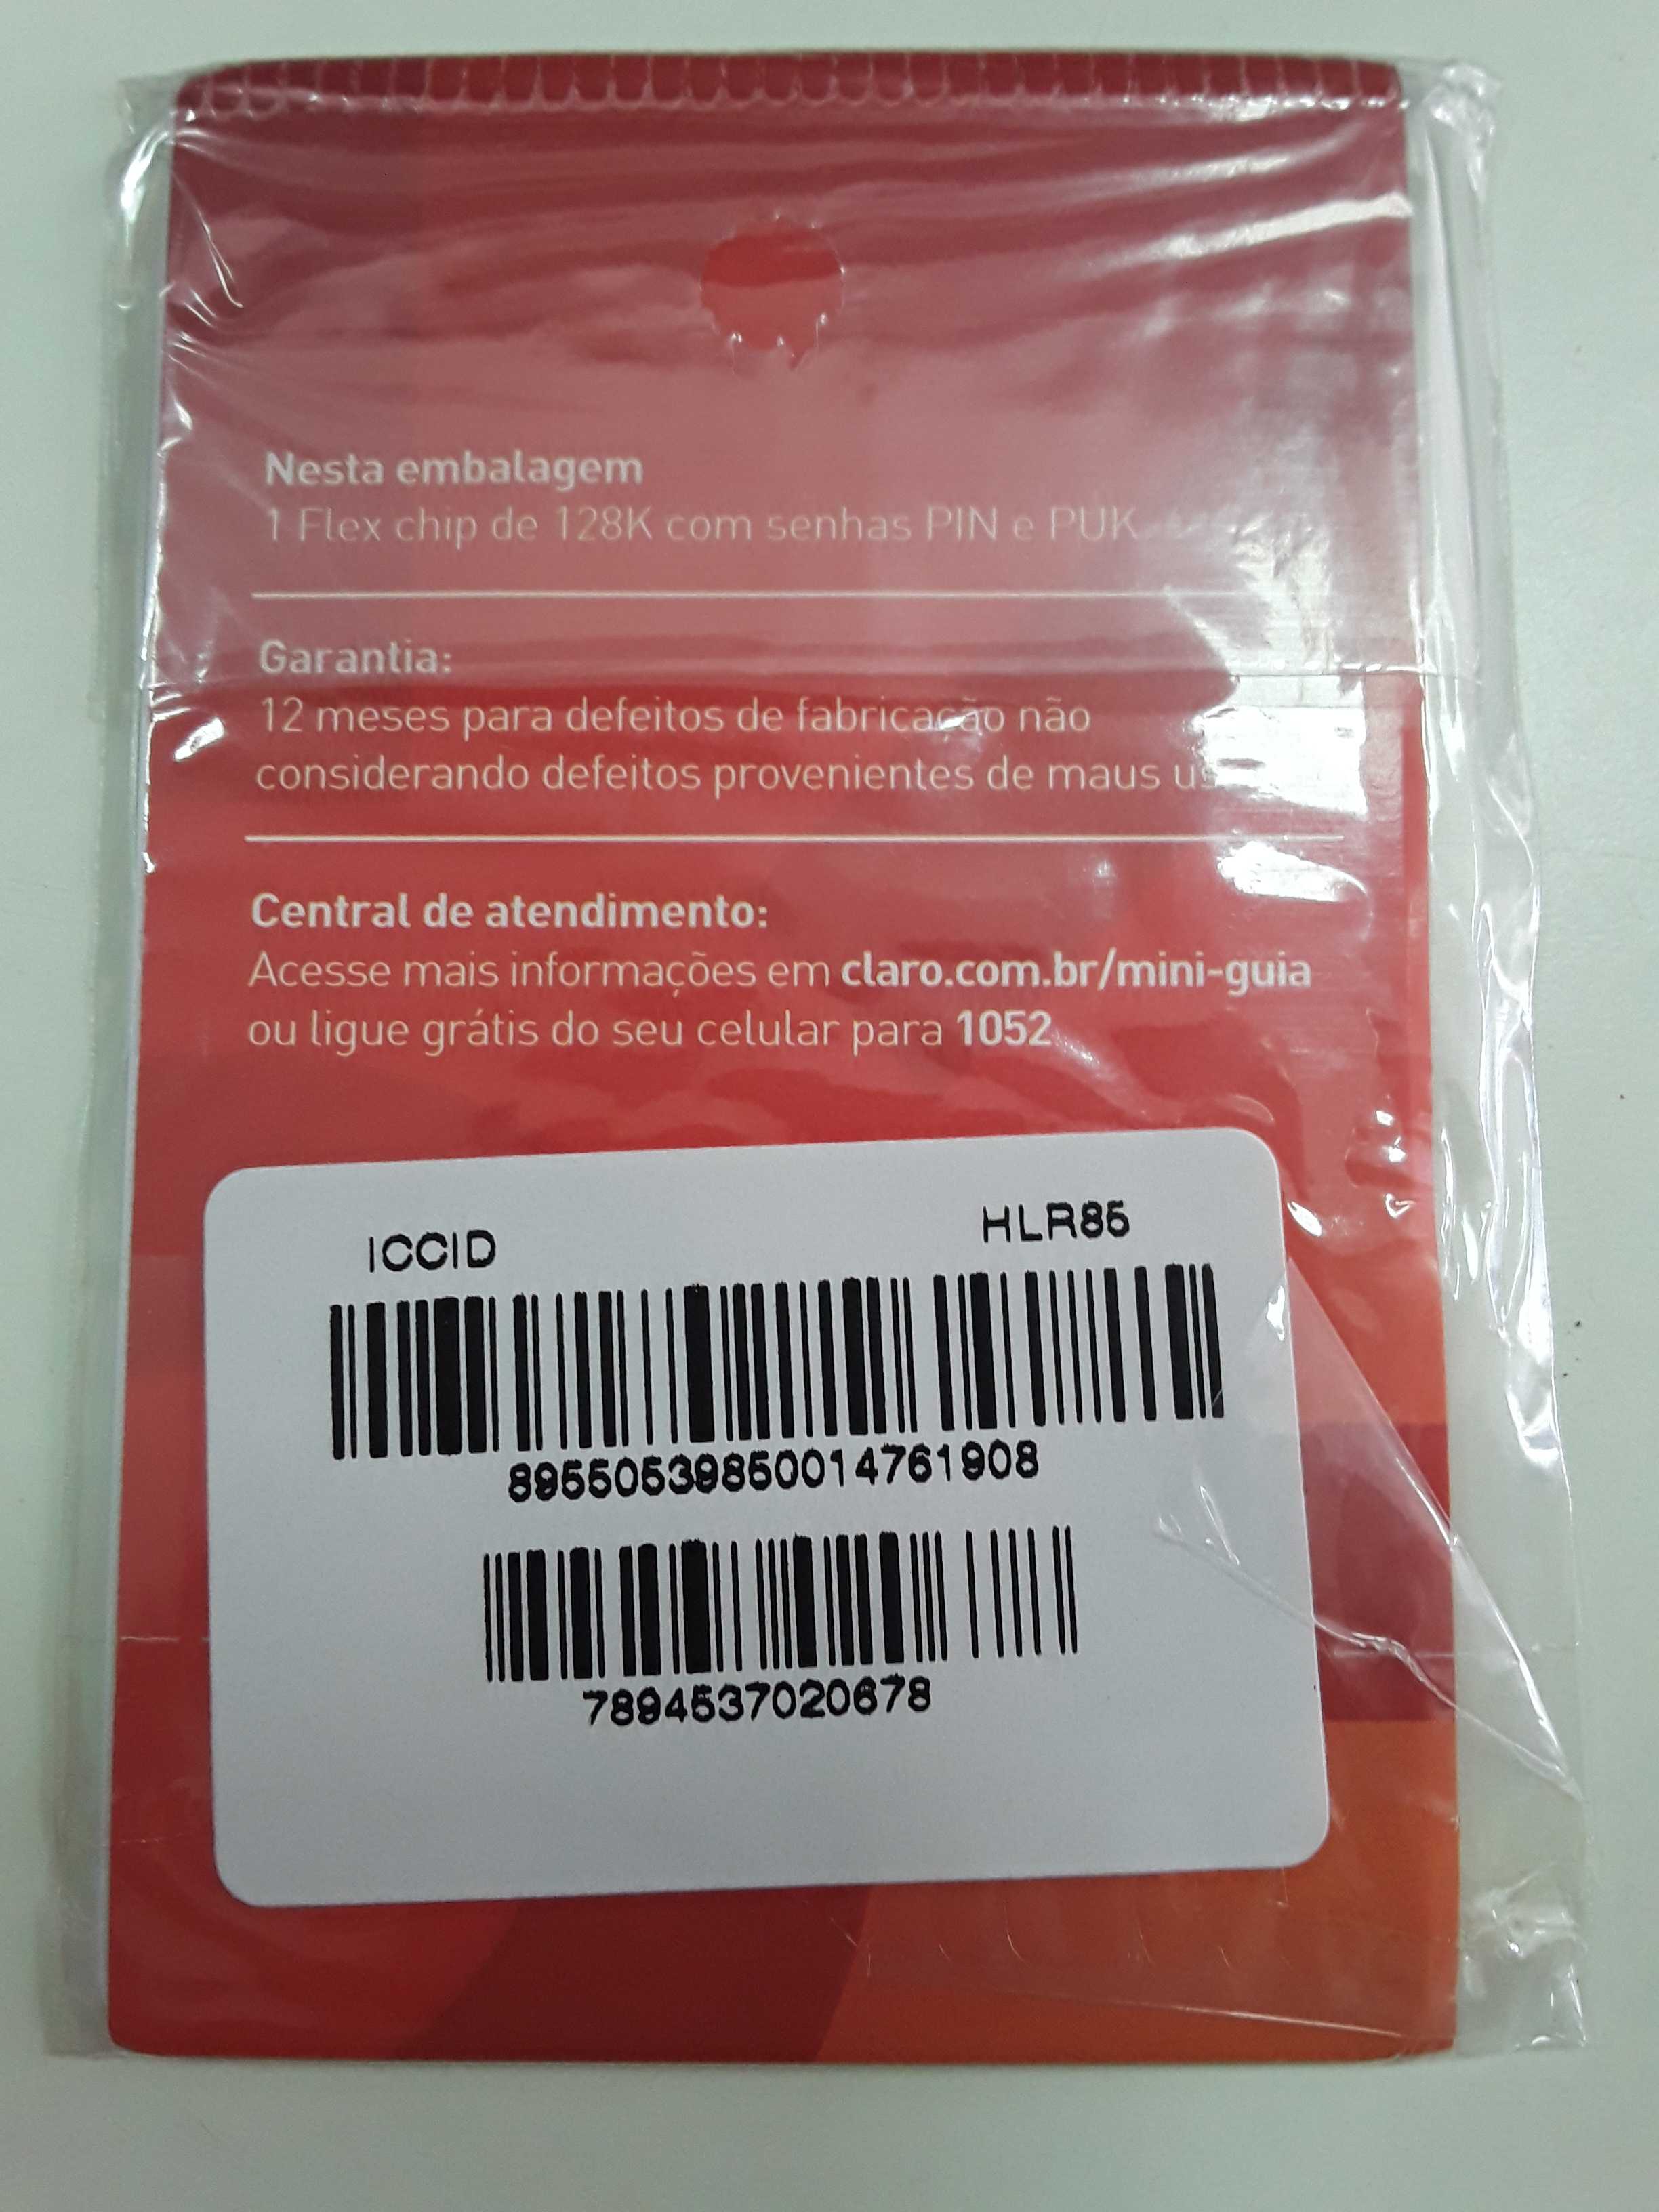 Nesta embalagem
1 Flex chip de 128K com senhas PIN e PUK
Garantia:
12 meses para defeitos de fabricação não
considerando defeitos provenientes de maus
Central de atendimento:
Acesse mais informações em claro.com.br/mini-guia
ou ligue grátis do seu celular para 1052
ICCID
HLR85
89550539850014761908
7894537020678